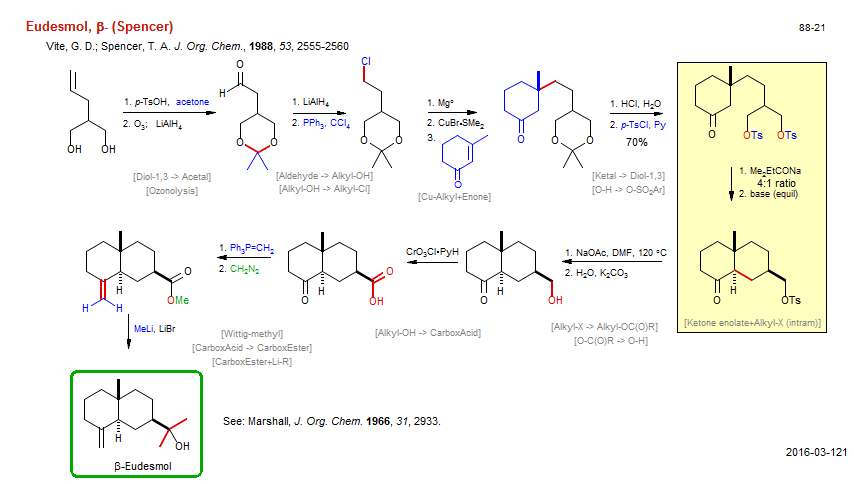 Eudesmol, β- (Spencer)
88-21
Vite, G. D.; Spencer, T. A. J. Org. Chem., 1988, 53, 2555-2560
OH OH
1. p-TsOH, acetone
2. O3; LiAlH4
[Diol-1,3 -> Acetal]
[Ozonolysis]
O
H
O O
1. LiAlH4
2. PPh3, CCl4
[Aldehyde -> Alkyl-OH]
[Alkyl-OH -> Alkyl-Cl]
Cl
O O
1. Mg°
2. CuBr•SMe2
3.
O
[Cu-Alkyl+Enone]
O
O O
1. HCl, H2O
2. p-TsCl, Py
70%
[Ketal -> Diol-1,3]
[O-H -> O-SO2Ar]
O
OTs OTs
1. Me2EtCONa
4:1 ratio
2. base (equil)
O
H
OTs
[Ketone enolate+Alkyl-X (intram)]
1. NaOAc, DMF, 120 °C
2. H2O, K2CO3
[Alkyl-X -> Alkyl-OC(O)R]
[O-C(O)R -> O-H]
O
H
OH
CrO3Cl•PyH
[Alkyl-OH -> CarboxAcid]
O
H
O
OH
1. Ph3P=CH2
2. CH2N2
[Wittig-methyl]
[CarboxAcid -> CarboxEster]
[CarboxEster+Li-R]
H
O
OMe
H H
MeLi, LiBr
H
OH
β-Eudesmol
See: Marshall, J. Org. Chem. 1966, 31, 2933.
2016-03-121